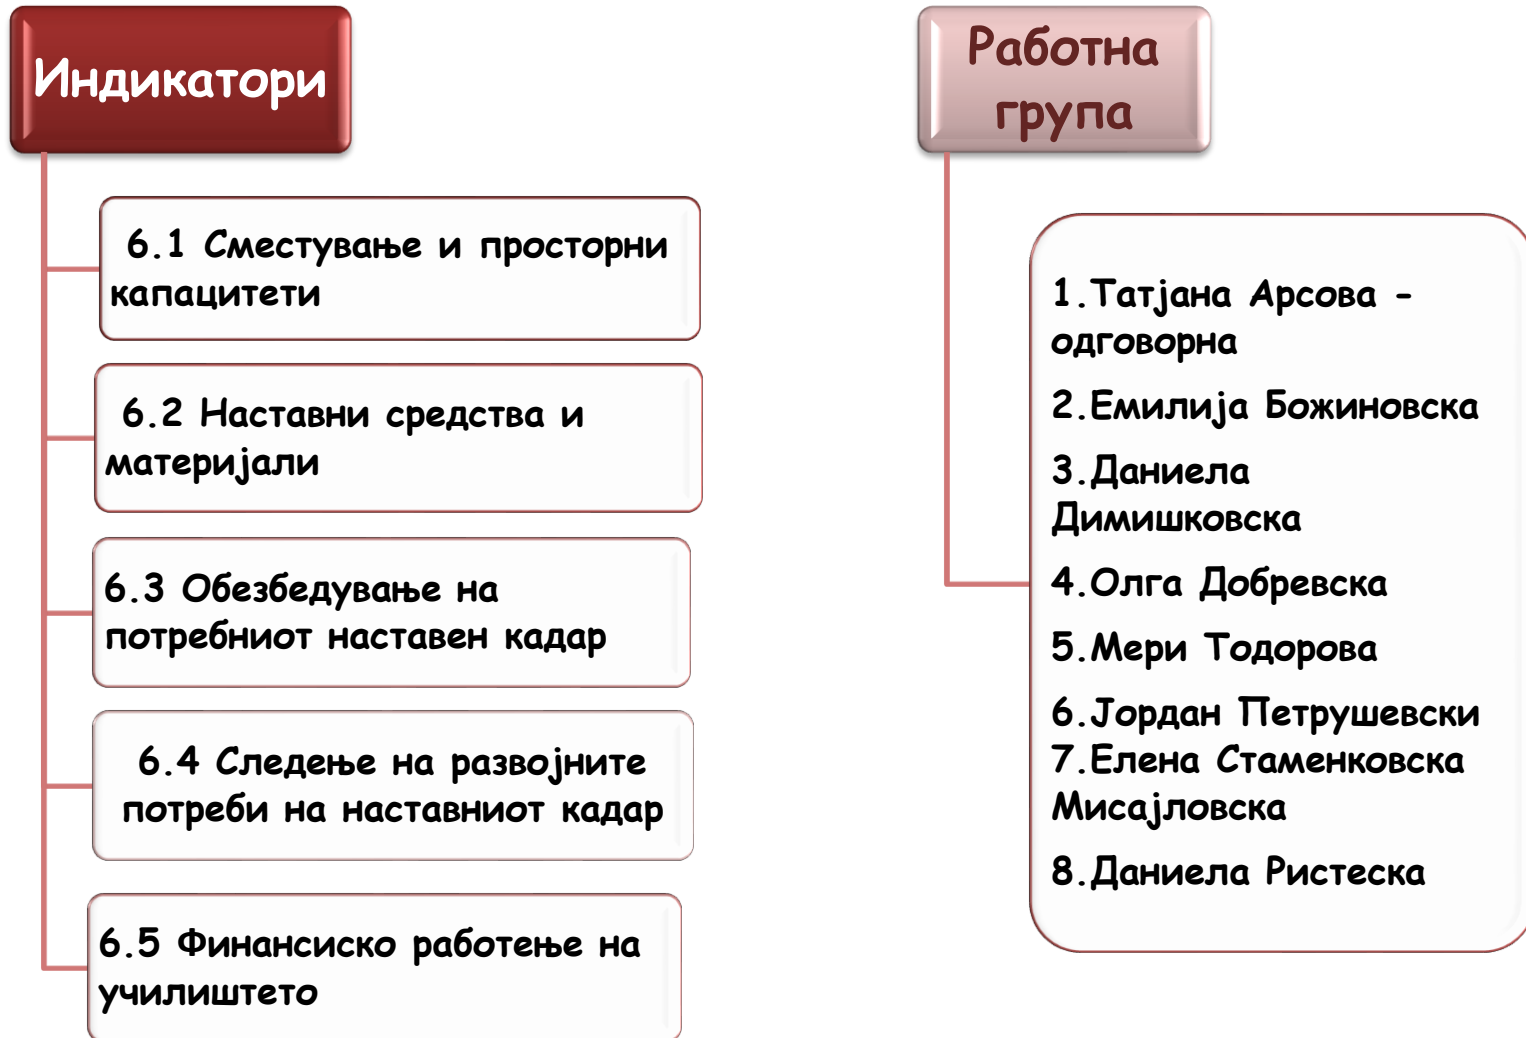 Индикатори
6.1 Сместување и просторни
капацитети
6.2 Наставни средства и
материјали
6.3 Обезбедување на
потребниот наставен кадар
6.4 Следење на развојните
потреби на наставниот кадар
6.5 Финансиско работење на
училиштето
Работна
група
1.Татјана Арсова -
одговорна
2.Емилија Божиновска
3.Даниела
Димишковска
4.Олга Добревска
5.Мери Тодорова
6.Јордан Петрушевски
7.Елена Стаменковска
Мисајловска
8.Даниела Ристеска